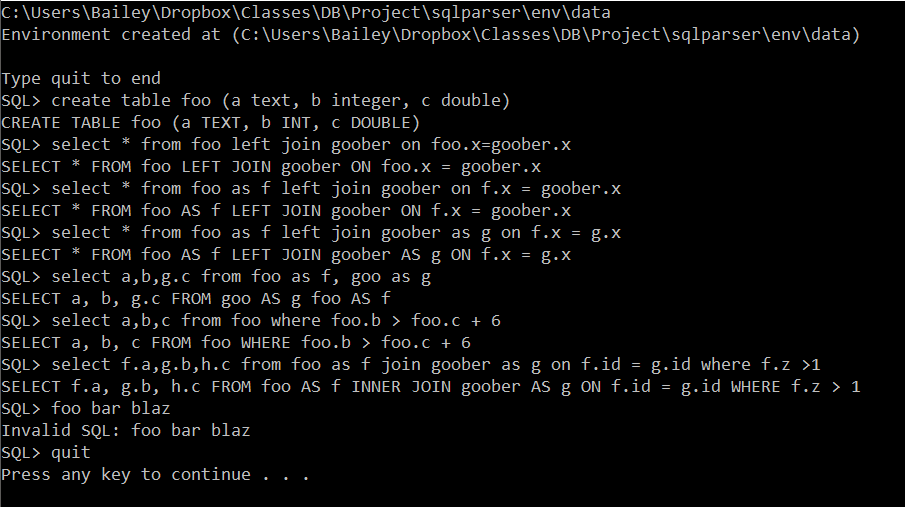 C:\Users\Bailey\Dropbox\Classes\DB\Project\sqlparser\env\data
Environment created at (C:\Users\Bailey\Dropbox\Classes\DB\Project\sqlparser\env\data)
Type quit to end
SQL> create table foo (a text, b integer, c double)
CREATE TABLE foo (a TEXT, b INT, c DOUBLE)
SQL> select * from foo left join goober on foo.x=goober.x
SELECT * FROM foo LEFT JOIN goober ON foo.x = goober.x
SQL> select * from foo as f left join goober on f.x = goober.x
SELECT * FROM foo AS f LEFT JOIN goober ON f.x = goober.x
SQL> select * from foo as f left join goober as g on f.x = g.x
SELECT * FROM foo AS f LEFT JOIN goober AS g ON f.x = g.x
SQL> select a,b,g.c from foo as f, goo as g
SELECT a, b, g.c FROM goo AS g foo AS f
SQL> select a,b,c from foo where foo.b > foo.c + 6
SELECT a, b, c FROM foo WHERE foo.b > foo.c + 6
SQL> select f.a,g.b,h.c from foo as f join goober as g on f.id = g.id where f.z >1
SELECT f.a, g.b, h.c FROM foo AS f INNER JOIN goober AS g ON f.id = g.id WHERE f.z > 1
SQL> foo bar blaz
Invalid SQL: foo bar blaz
SQL> quit
Press any key to continue . . .